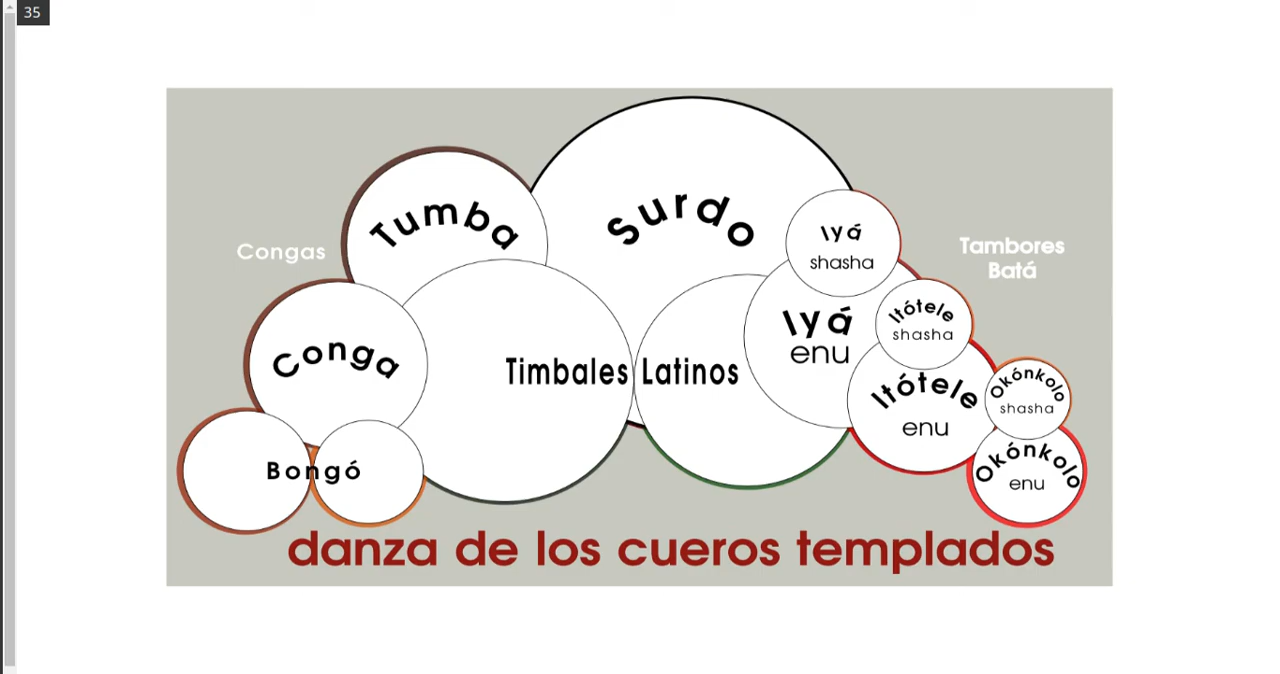 35
Surdo
Tumba
Congas
Iyá
shasha
Tambores
Batá
Conga
Timbales Latinos
Iyá
enu
Itótele
shasha
Itótele
enu
Okónkolo
shasha
Bongó
Okónkolo
enu
danza de los cueros templados